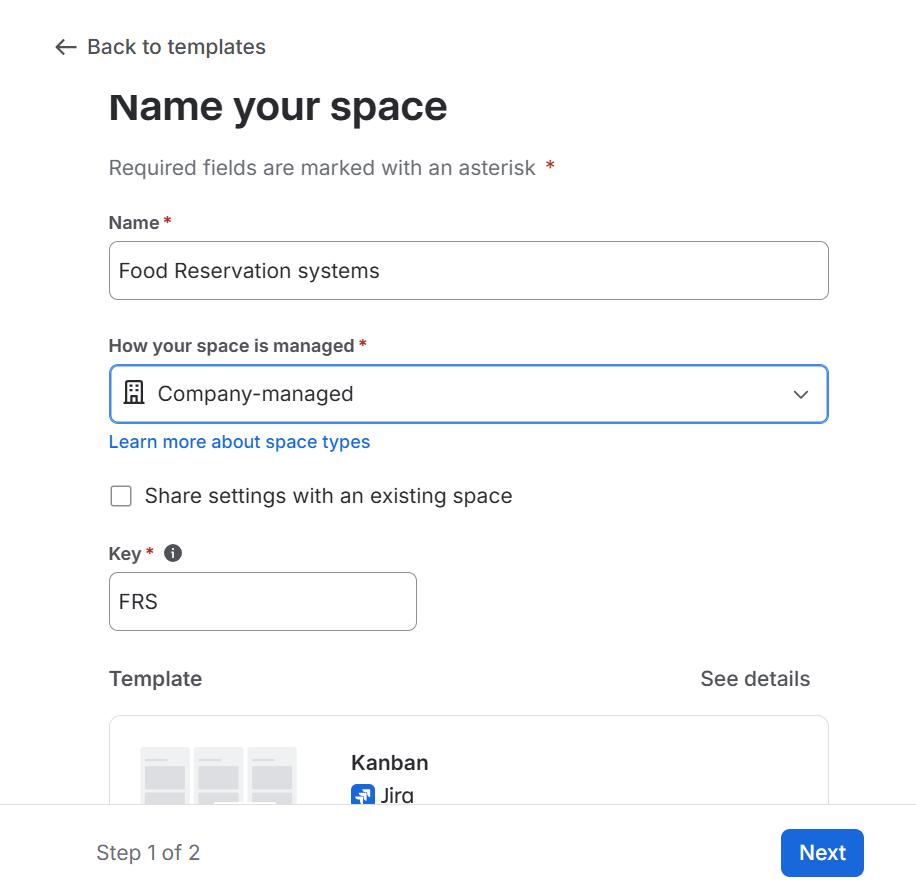 Back to templates
Name your space
Required fields are marked with an asterisk *
Name *
Food Reservation systems
How your space is managed *
Company-managed
Learn more about space types
Share settings with an existing space
Key *
FRS
Template See details
Kanban
Jira
Step 1 of 2 Next